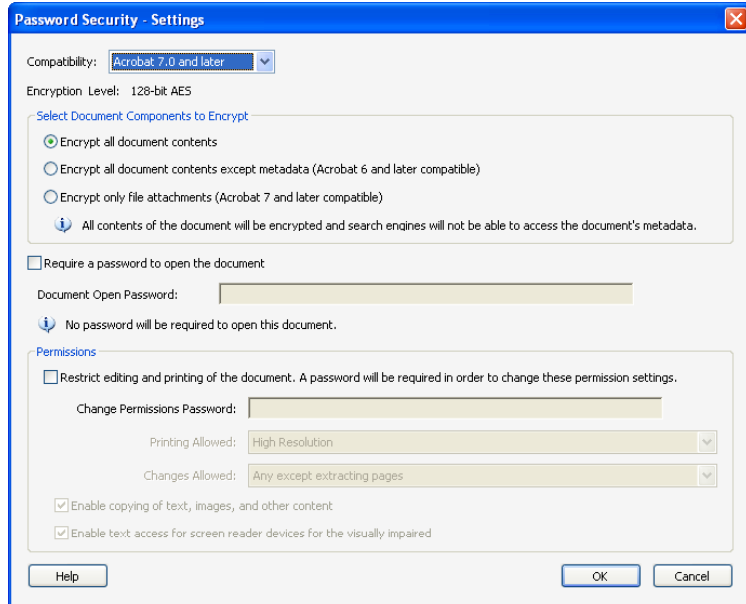 Password Security - Settings
Compatibility: Acrobat 7.0 and later
Encryption Level: 128-bit AES
Select Document Components to Encrypt
Encrypt all document contents
Encrypt all document contents except metadata (Acrobat 6 and later compatible)
Encrypt only file attachments (Acrobat 7 and later compatible)
All contents of the document will be encrypted and search engines will not be able to access the document's metadata.
Require a password to open the document
Document Open Password:
No password will be required to open this document.
Permissions
Restrict editing and printing of the document. A password will be required in order to change these permission settings.
Change Permissions Password:
Printing Allowed: High Resolution
Changes Allowed: Any except extracting pages
Enable copying of text, images, and other content
Enable text access for screen reader devices for the visually impaired
Help OK Cancel